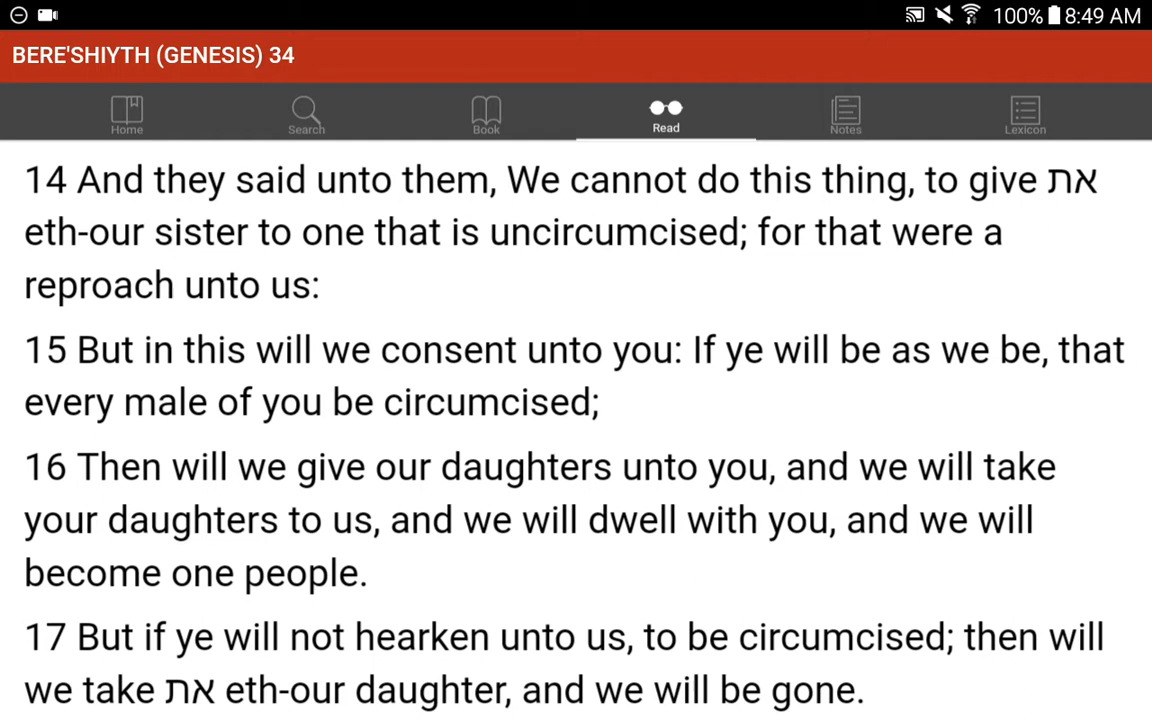 100% 8:49 AM
BERE'SHIYTH (GENESIS) 34
Home Search Book Read Notes Lexicon
14 And they said unto them, We cannot do this thing, to give את
eth-our sister to one that is uncircumcised; for that were a
reproach unto us:
15 But in this will we consent unto you: If ye will be as we be, that
every male of you be circumcised;
16 Then will we give our daughters unto you, and we will take
your daughters to us, and we will dwell with you, and we will
become one people.
17 But if ye will not hearken unto us, to be circumcised; then will
we take את eth-our daughter, and we will be gone.